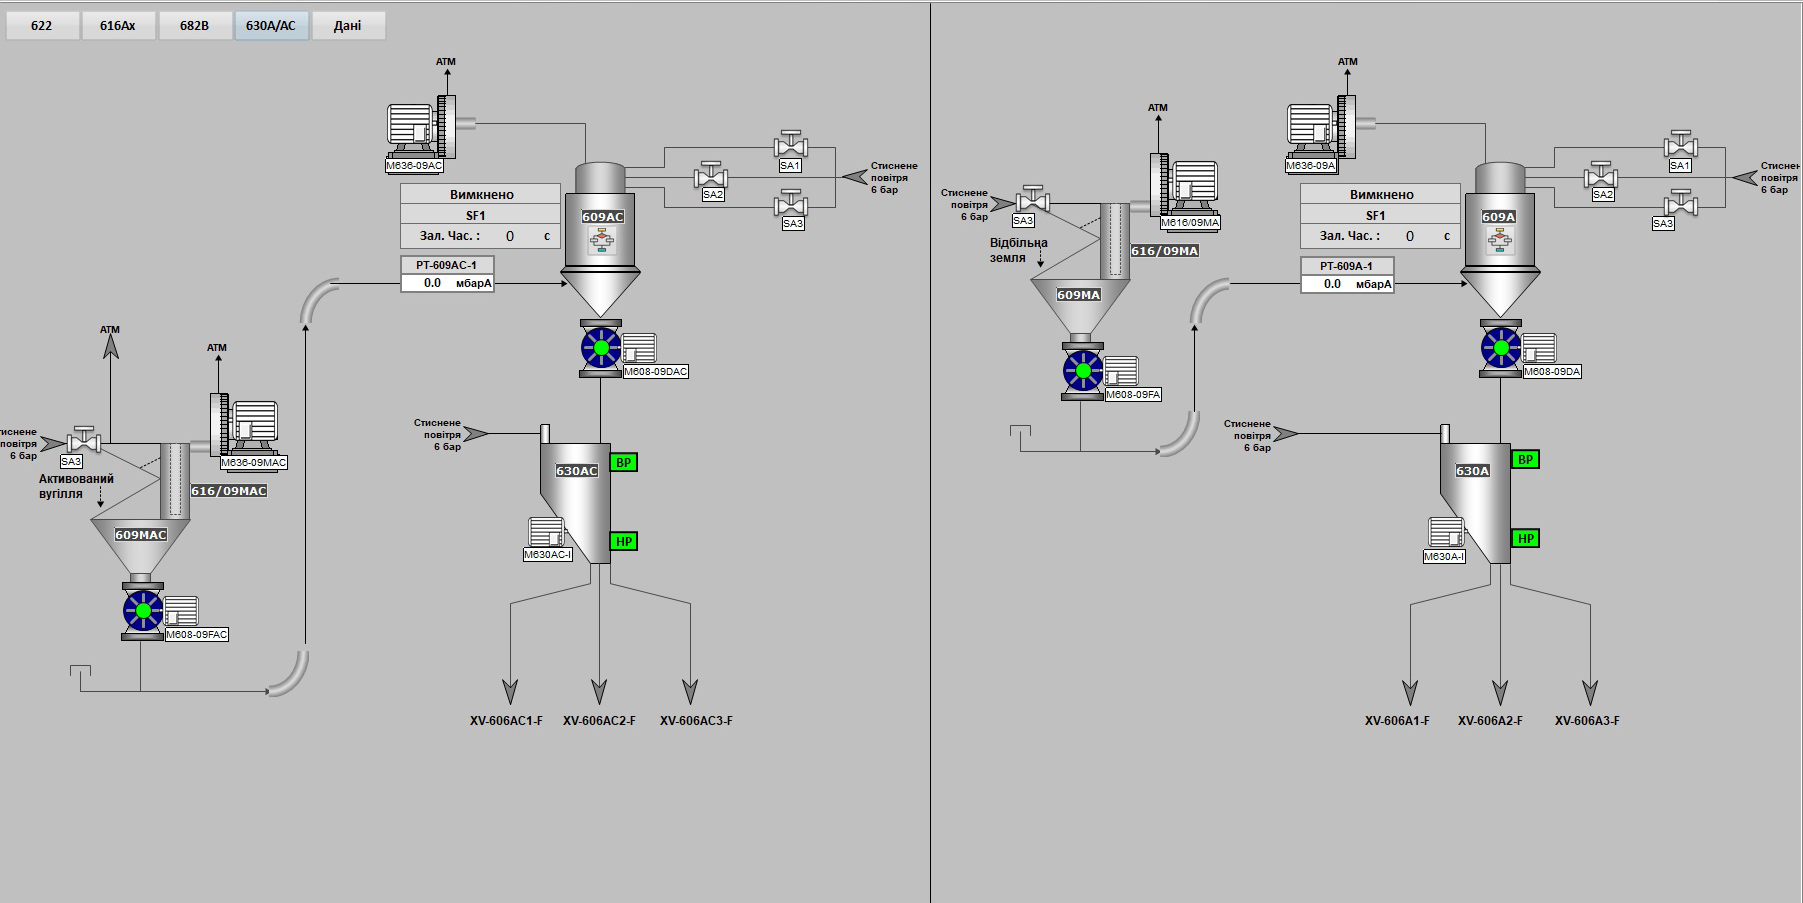 622
616Ax
682B
630A/AC
Дані
ATM
M636-09AC
SA1
SA2
SA3
Стиснене
повітря
6 бар
Вимкнено
SF1
Зал. Час. : 0 с
609AC
PT-609AC-1
0.0 мбарА
M608-09DAC
ATM
ATM
повітря
6 бар
SA3
M636-09MAC
Активований
вугілля
616/09MAC
609MAC
M608-09FAC
Стиснене
повітря
6 бар
630AC
BP
HP
M630AC-I
XV-606AC1-F
XV-606AC2-F
XV-606AC3-F
ATM
ATM
M636-09A
SA1
SA2
SA3
Стиснен
повітря
6 бар
Стиснене
повітря
6 бар
SA3
M616/09MA
Відбільна
земля
616/09MA
609MA
M608-09FA
Вимкнено
SF1
Зал. Час. : 0 с
609A
PT-609A-1
0.0 мбарА
M608-09DA
Стиснене
повітря
6 бар
630A
BP
HP
M630A-I
XV-606A1-F
XV-606A2-F
XV-606A3-F